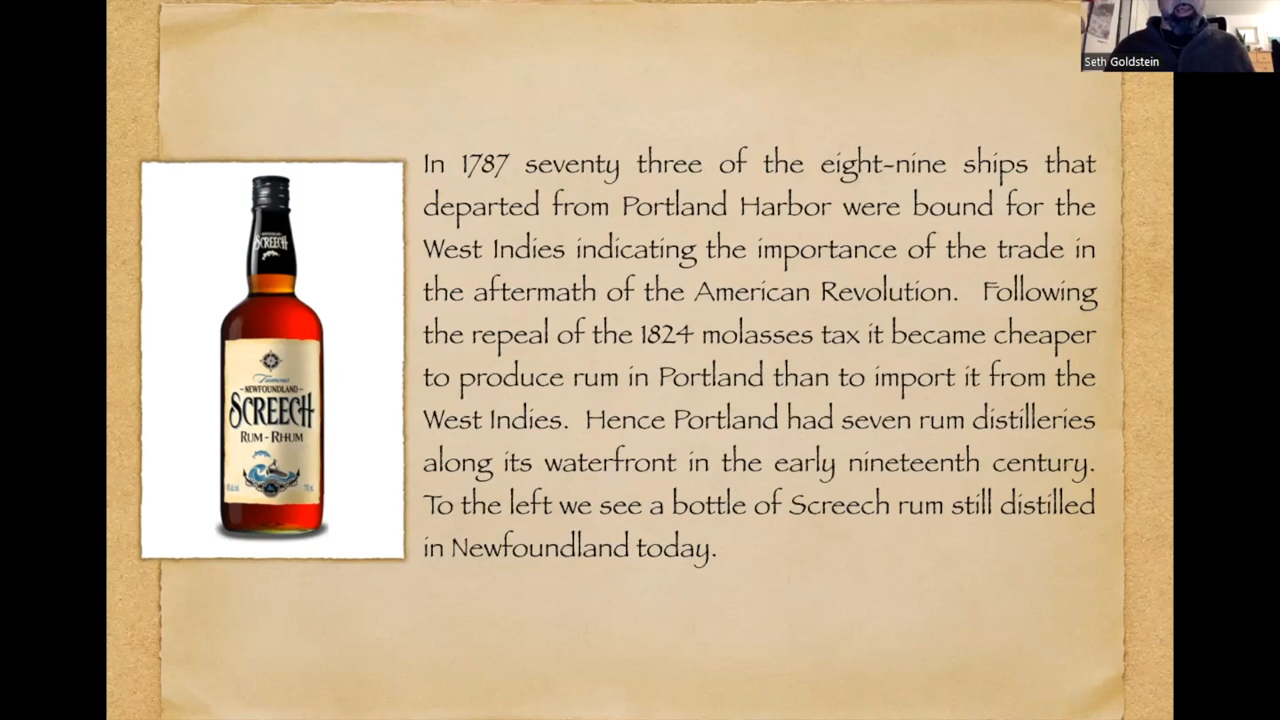 Seth Goldstein
In 1787 seventy three of the eight-nine ships that
departed from Portland Harbor were bound for the
West Indies indicating the importance of the trade in
the aftermath of the American Revolution. Following
the repeal of the 1824 molasses tax it became cheaper
to produce rum in Portland than to import it from the
West Indies. Hence Portland had seven rum distilleries
along its waterfront in the early nineteenth century.
To the left we see a bottle of Screech rum still distilled
in Newfoundland today.
SCREECH
Famous
NEWFOUNDLAND
SCREECH
RUM-RHUM